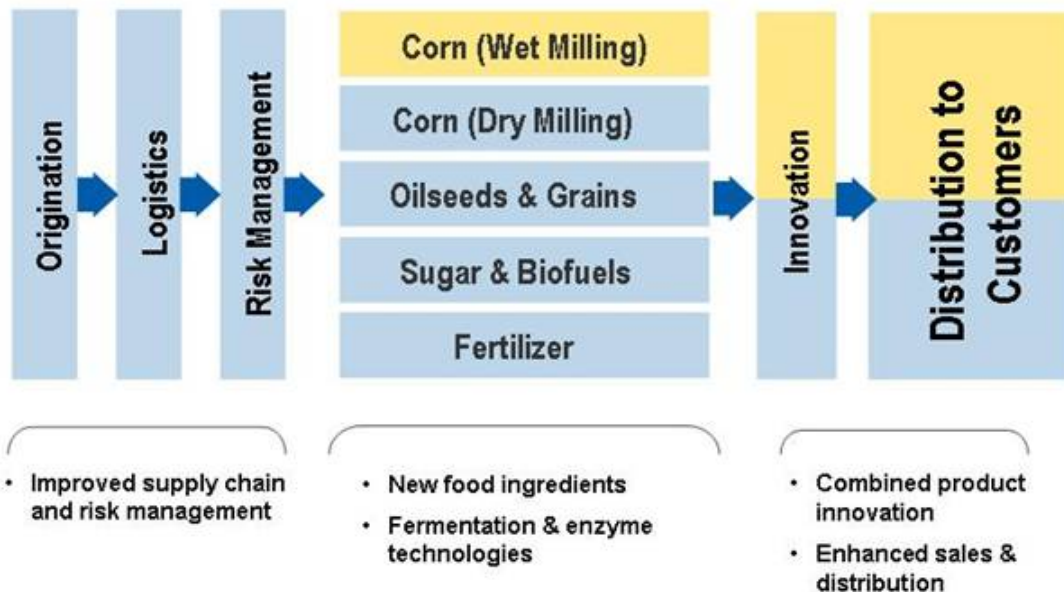 Origination
Logistics
Risk Management
Corn (Wet Milling)
Corn (Dry Milling)
Oilseeds & Grains
Sugar & Biofuels
Fertilizer
Innovation
Distribution to
Customers
• Improved supply chain
and risk management
• New food ingredients
• Fermentation & enzyme
technologies
• Combined product
innovation
• Enhanced sales &
distribution